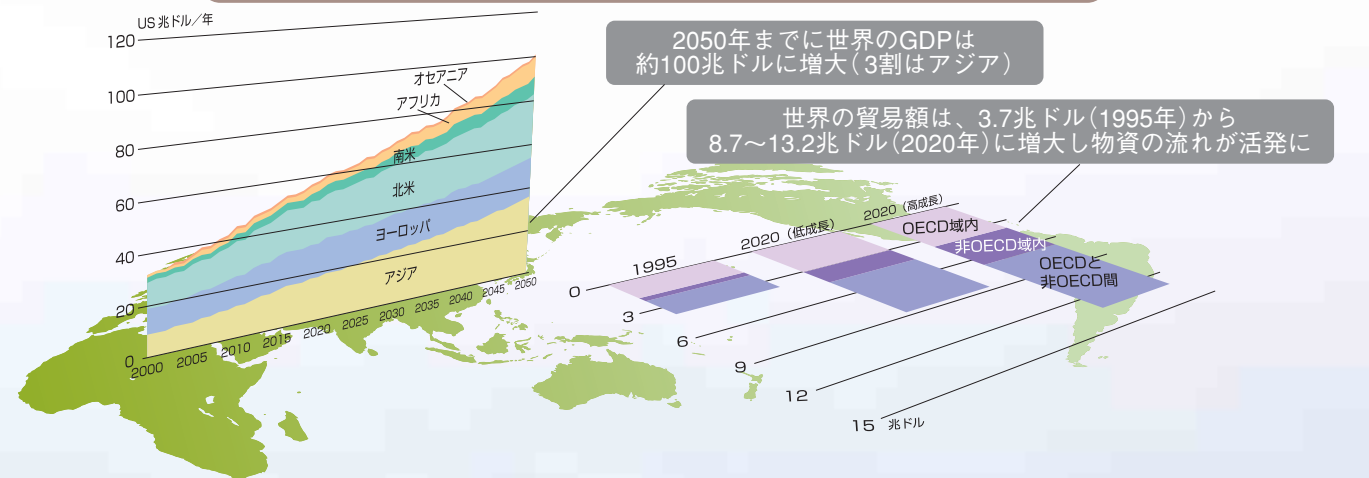 US兆ドル／年
120
100
80
60
40
20
0
オセアニア
アフリカ
南米
北米
ヨーロッパ
アジア
2000 2005 2010 2015 2020 2025 2030 2035 2040 2045 2050
2050年までに世界のGDPは
約100兆ドルに増大（3割はアジア）
世界の貿易額は、3.7兆ドル（1995年）から
8.7〜13.2兆ドル（2020年）に増大し物資の流れが活発に
1995
2020（低成長）
2020（高成長）
OECD域内
非OECD域内
OECDと
非OECD間
0
3
6
9
12
15 兆ドル